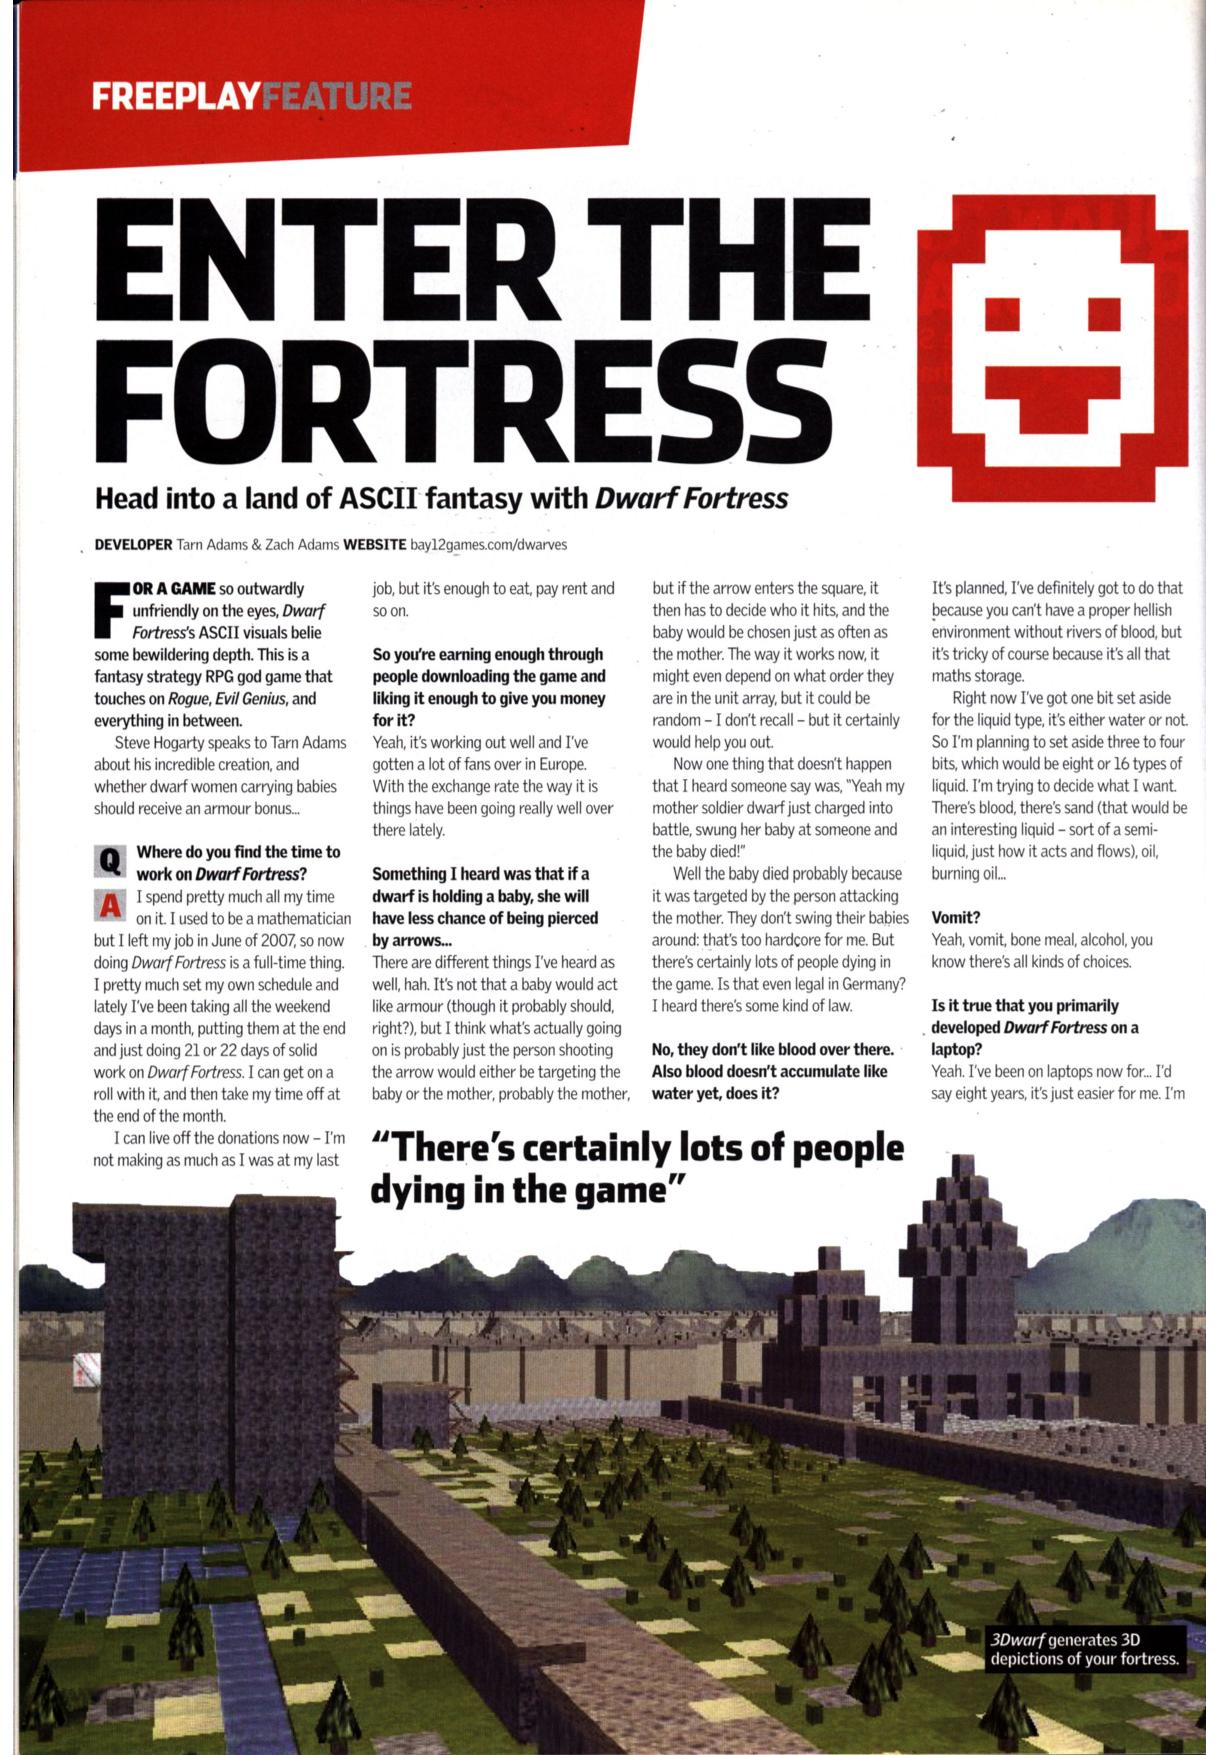 FREEPLAYFEATURE
ENTER THE
FORTRESS
Head into a land of ASCII fantasy with Dwarf Fortress
DEVELOPER Tarn Adams & Zach Adams WEBSITE bay12games.com/dwarves
FOR A GAME so outwardly
unfriendly on the eyes, Dwarf
Fortress's ASCII visuals belie
some bewildering depth. This is a
fantasy strategy RPG god game that
touches on Rogue, Evil Genius, and
everything in between.
Steve Hogarty speaks to Tarn Adams
about his incredible creation, and
whether dwarf women carrying babies
should receive an armour bonus...
Q Where do you find the time to
work on Dwarf Fortress?
A I spend pretty much all my time
on it. I used to be a mathematician
but I left my job in June of 2007, so now
doing Dwarf Fortress is a full-time thing.
I pretty much set my own schedule and
lately I've been taking all the weekend
days in a month, putting them at the end
and just doing 21 or 22 days of solid
work on Dwarf Fortress. I can get on a
roll with it, and then take my time off at
the end of the month.
I can live off the donations now – I'm
not making as much as I was at my last
job, but it's enough to eat, pay rent and
so on.
So you're earning enough through
people downloading the game and
liking it enough to give you money
for it?
Yeah, it's working out well and I've
gotten a lot of fans over in Europe.
With the exchange rate the way it is
things have been going really well over
there lately.
Something I heard was that if a
dwarf is holding a baby, she will
have less chance of being pierced
by arrows...
There are different things I've heard as
well, hah. It's not that a baby would act
like armour (though it probably should,
right?), but I think what's actually going
on is probably just the person shooting
the arrow would either be targeting the
baby or the mother, probably the mother,
but if the arrow enters the square, it
then has to decide who it hits, and the
baby would be chosen just as often as
the mother. The way it works now, it
might even depend on what order they
are in the unit array, but it could be
random – I don't recall – but it certainly
would help you out.
Now one thing that doesn't happen
that I heard someone say was, "Yeah my
mother soldier dwarf just charged into
battle, swung her baby at someone and
the baby died!"
Well the baby died probably because
it was targeted by the person attacking
the mother. They don't swing their babies
around: that's too hardcore for me. But
there's certainly lots of people dying in
the game. Is that even legal in Germany?
I heard there's some kind of law.
No, they don't like blood over there.
Also blood doesn't accumulate like
water yet, does it?
It's planned, I've definitely got to do that
because you can't have a proper hellish
environment without rivers of blood, but
it's tricky of course because it's all that
maths storage.
Right now I've got one bit set aside
for the liquid type, it's either water or not.
So I'm planning to set aside three to four
bits, which would be eight or 16 types of
liquid. I'm trying to decide what I want.
There's blood, there's sand (that would be
an interesting liquid – sort of a semi-
liquid, just how it acts and flows), oil,
burning oil...
Vomit?
Yeah, vomit, bone meal, alcohol, you
know there's all kinds of choices.
Is it true that you primarily
developed Dwarf Fortress on a
laptop?
Yeah. I've been on laptops now for... I'd
say eight years, it's just easier for me. I'm
"There's certainly lots of people
dying in the game"
3Dwarf generates 3D
depictions of your fortress.